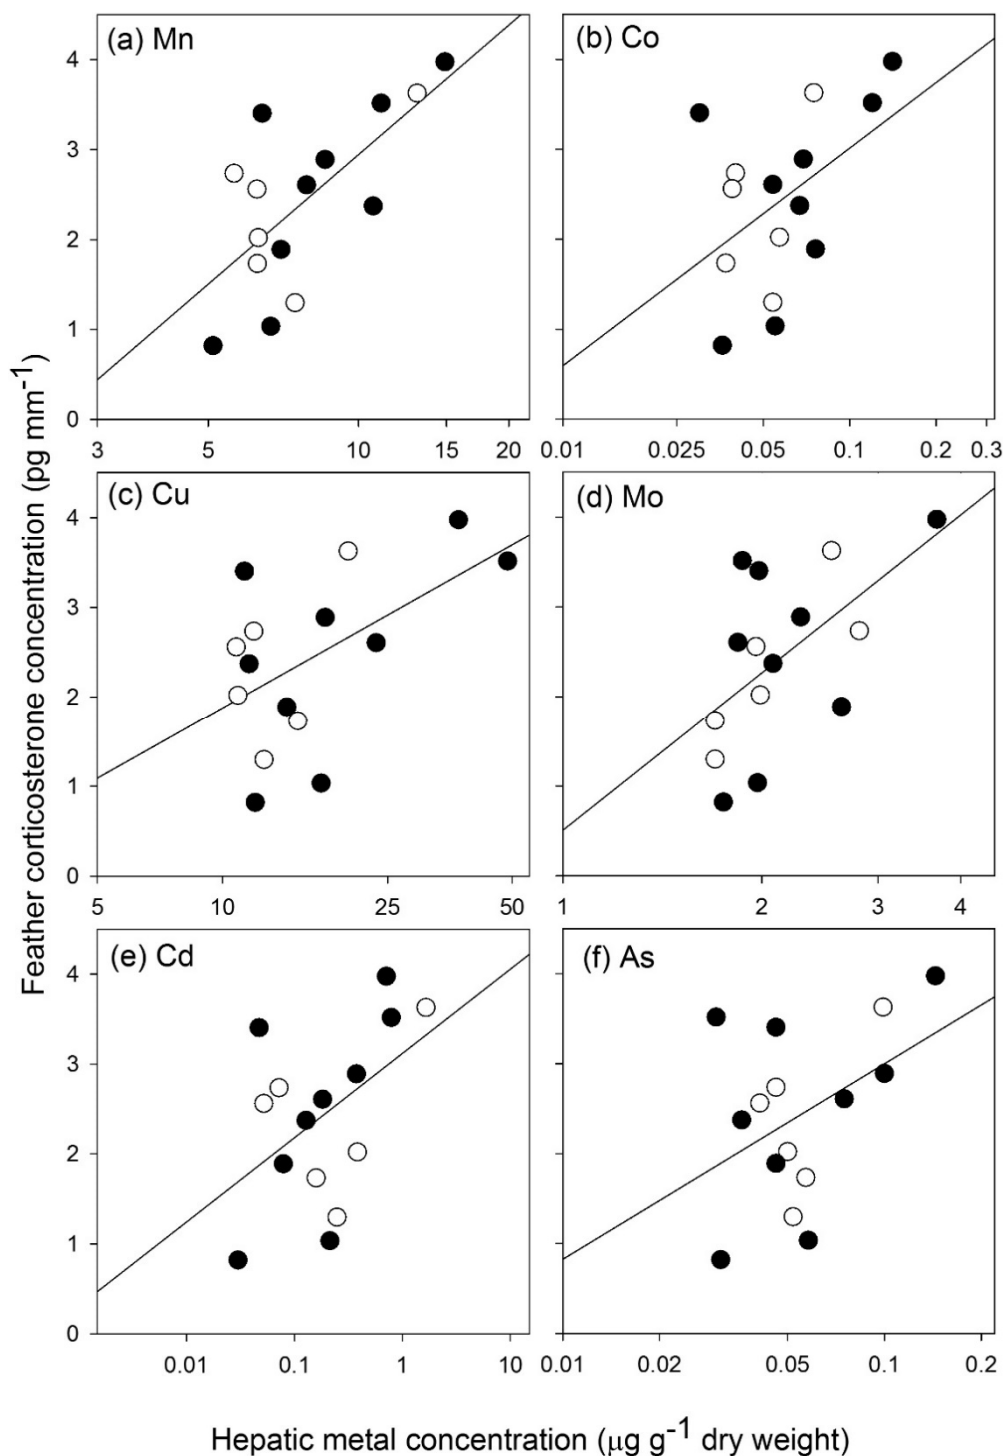 (a) Mn
(b) Co
4
3
2
1
0
3 5 10 15 20
0.01 0.025 0.05 0.1 0.2 0.3
(c) Cu
(d) Mo
4
3
2
1
0
5 10 25 50
1 2 3 4
(e) Cd
(f) As
4
3
2
1
0
0.01 0.1 1 10
0.01 0.02 0.05 0.1 0.2
Feather corticosterone concentration (pg mm⁻¹)
Hepatic metal concentration (µg g⁻¹ dry weight)